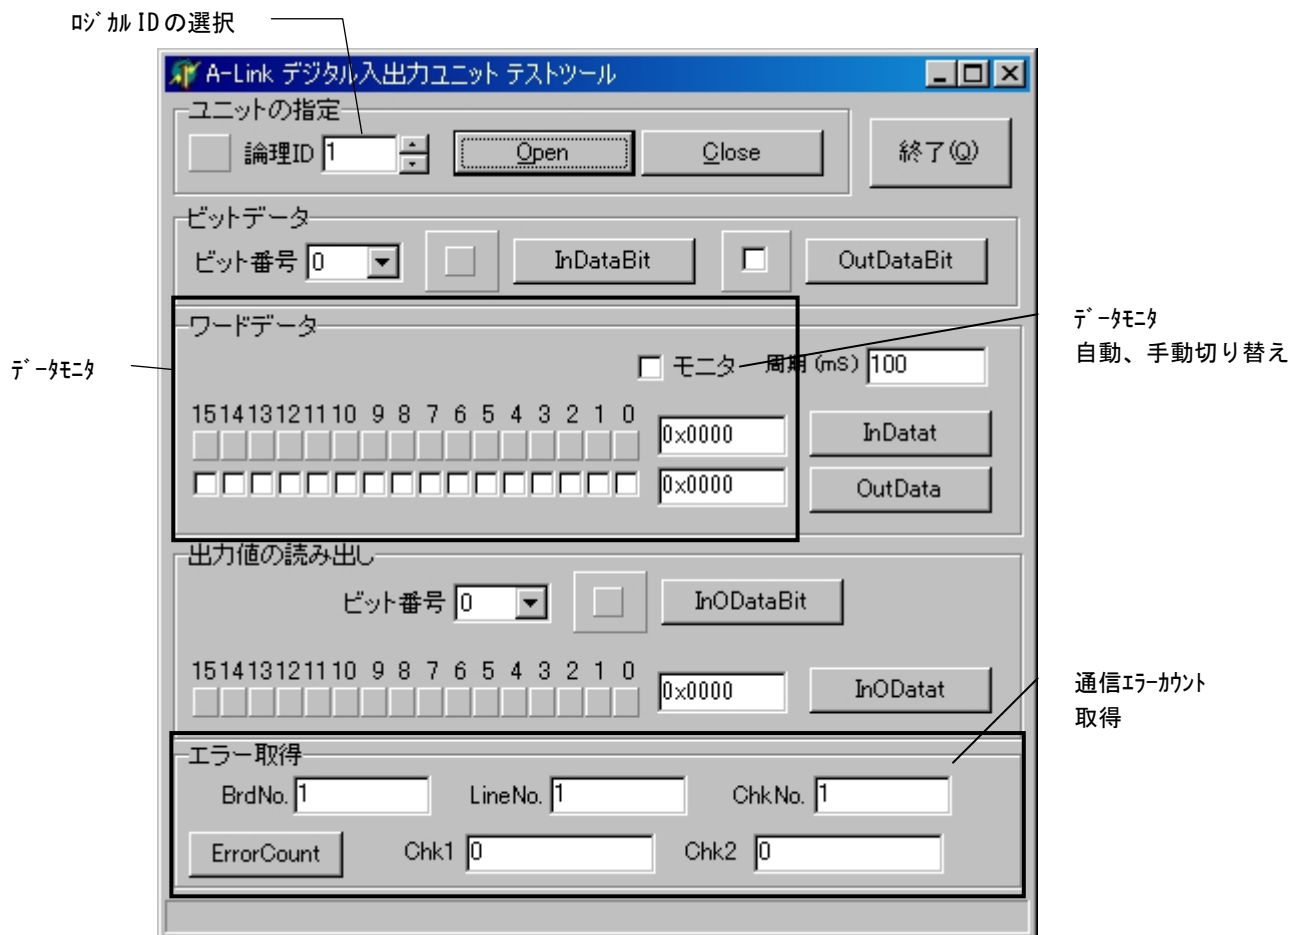 ﾛｼﾞｶﾙIDの選択
A-Link デジタル入出力ユニット テストツール
ユニットの指定
論理ID 1 Open Close 終了(Q)
ビットデータ
ビット番号 0 InDataBit OutDataBit
ワードデータ
ﾃﾞｰﾀﾓﾆﾀ
自動、手動切り替え
ﾃﾞｰﾀﾓﾆﾀ
モニタ 周期(mS) 100
15 14 13 12 11 10 9 8 7 6 5 4 3 2 1 0
0x0000 InDatat
0x0000 OutData
出力値の読み出し
ビット番号 0 InODataBit
15 14 13 12 11 10 9 8 7 6 5 4 3 2 1 0
0x0000 InODatat
通信ｴﾗｰｶｳﾝﾄ
取得
エラー取得
BrdNo. 1 LineNo. 1 ChkNo. 1
ErrorCount Chk1 0 Chk2 0